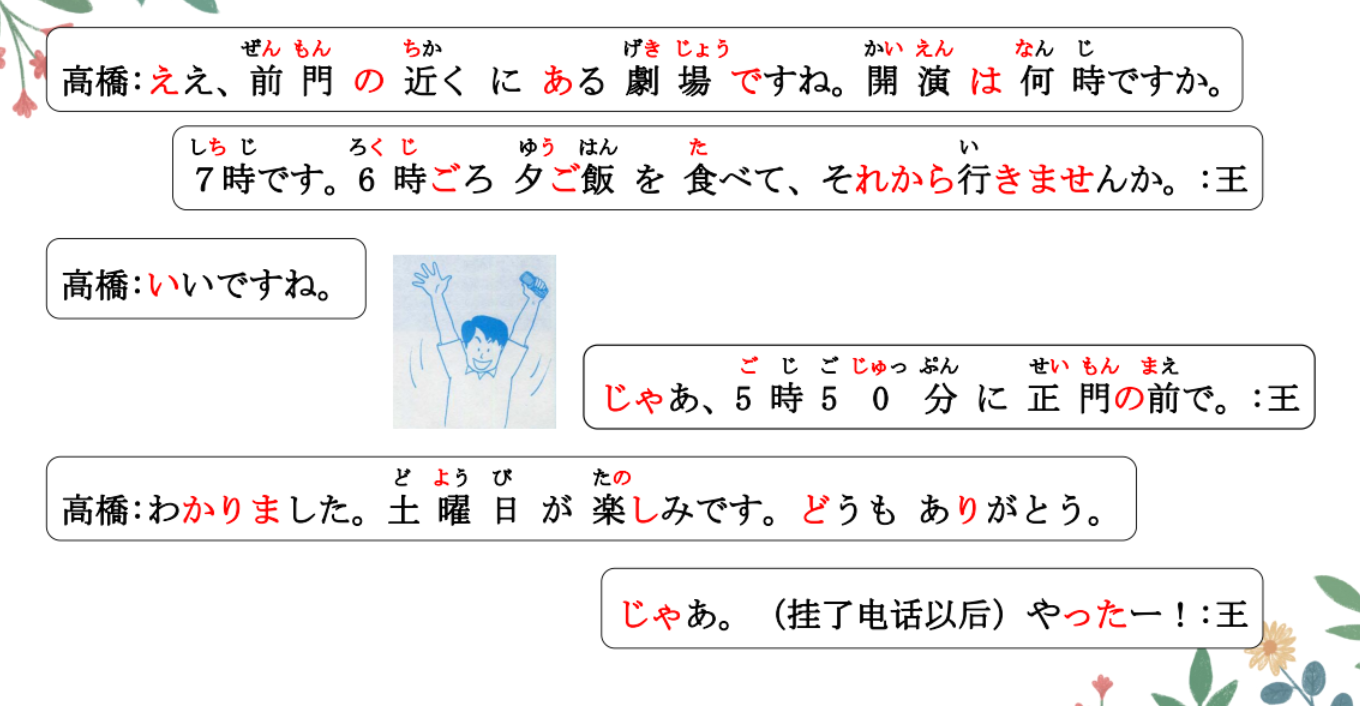 ぜん もん ちか げき じょう かい えん なん じ
高橋:ええ、前門の近くにある劇場ですね。開演は何時ですか。
しち じ ろく じ ゆう はん た い
7時です。6時ごろ夕ご飯を食べて、それから行きませんか。:王
高橋:いいですね。
ご じ ご じゅっ ぷん せい もん まえ
じゃあ、5時50分に正門の前で。:王
ど よう び たの
高橋:わかりました。土曜日が楽しみです。どうも ありがとう。
じゃあ。(挂了电话以后)やったー!:王